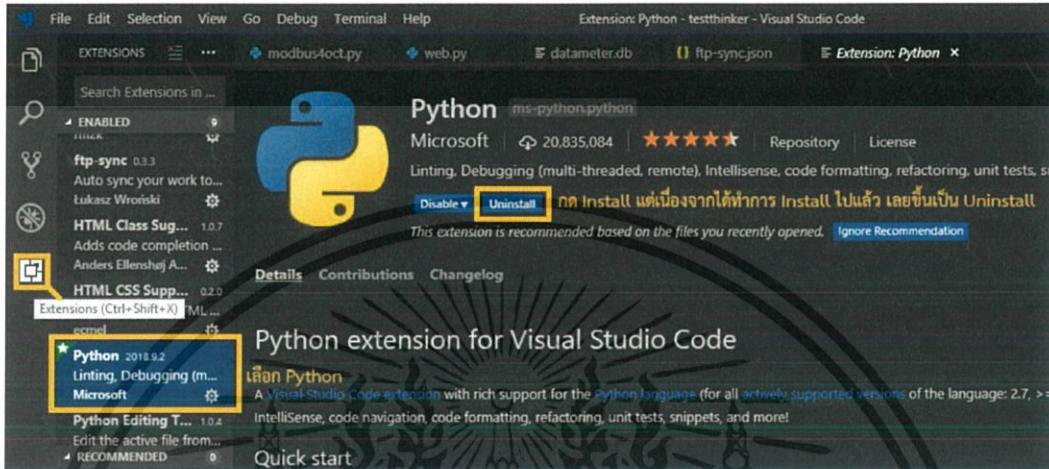 File Edit Selection View Go Debug Terminal Help Extension: Python - testthinker - Visual Studio Code
EXTENSIONS
modbus4oct.py web.py datameter.db {} ftp-sync.json Extension: Python ×
Search Extensions in ...
ENABLED 9
ftp-sync 0.3.3
Auto sync your work to...
Łukasz Wroński
HTML Class Sug... 1.0.7
Adds code completion ...
Anders Ellenshøj A...
HTML CSS Supp... 0.2.0
Extensions (Ctrl+Shift+X) TML ...
ecmel
Python 2018.9.2
Linting, Debugging (m...
Microsoft
Python Editing T... 1.0.4
Edit the active file from...
RECOMMENDED 0
Python ms-python.python
Microsoft 20,835,084 Repository License
Linting, Debugging (multi-threaded, remote), Intellisense, code formatting, refactoring, unit tests,
Disable Uninstall กด Install แต่เนื่องจากได้ทำการ Install ไปแล้ว เลยขึ้นเป็น Uninstall
This extension is recommended based on the files you recently opened. Ignore Recommendation
Details Contributions Changelog
Python extension for Visual Studio Code
เลือก Python
A Visual Studio Code extension with rich support for the Python language (for all actively supported versions of the language: 2.7, >
IntelliSense, code navigation, code formatting, refactoring, unit tests, snippets, and more!
Quick start